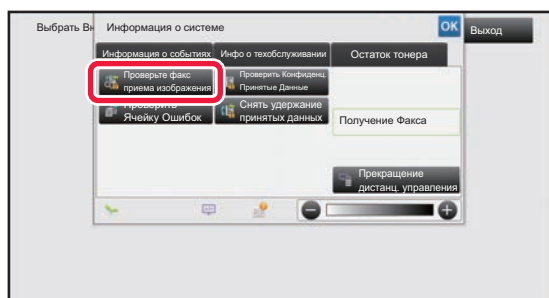 Выбрать Вн
Информация о системе
OK
Выход
Информация о событиях
Инфо о техобслуживании
Остаток тонера
Проверьте факс
приема изображения
Проверить Конфиденц.
Принятые Данные
Проверить
Ячейку Ошибок
Снять удержание
принятых данных
Получение Факса
Прекращение
дистанц. управления